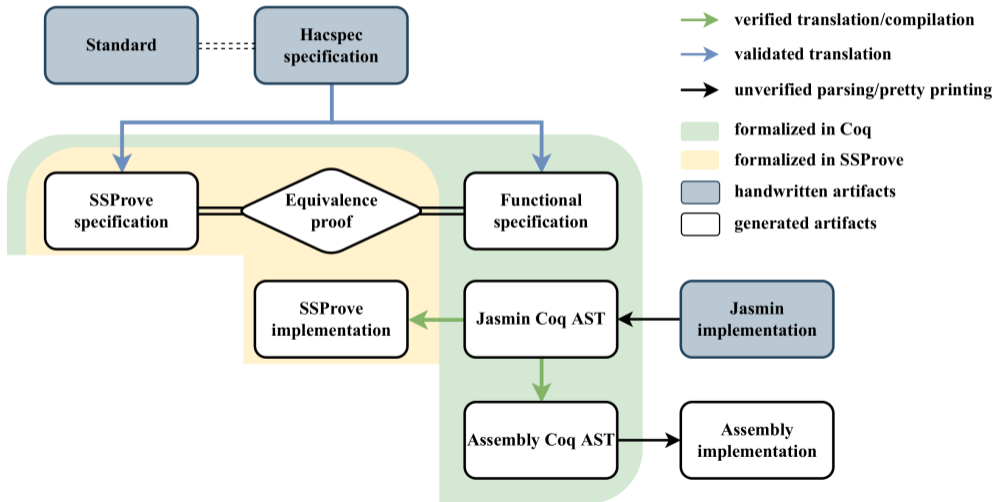 Standard
Hacspec
specification
verified translation/compilation
validated translation
unverified parsing/pretty printing
formalized in Coq
formalized in SSProve
handwritten artifacts
generated artifacts
SSProve
specification
Equivalence
proof
Functional
specification
SSProve
implementation
Jasmin Coq AST
Jasmin
implementation
Assembly Coq AST
Assembly
implementation